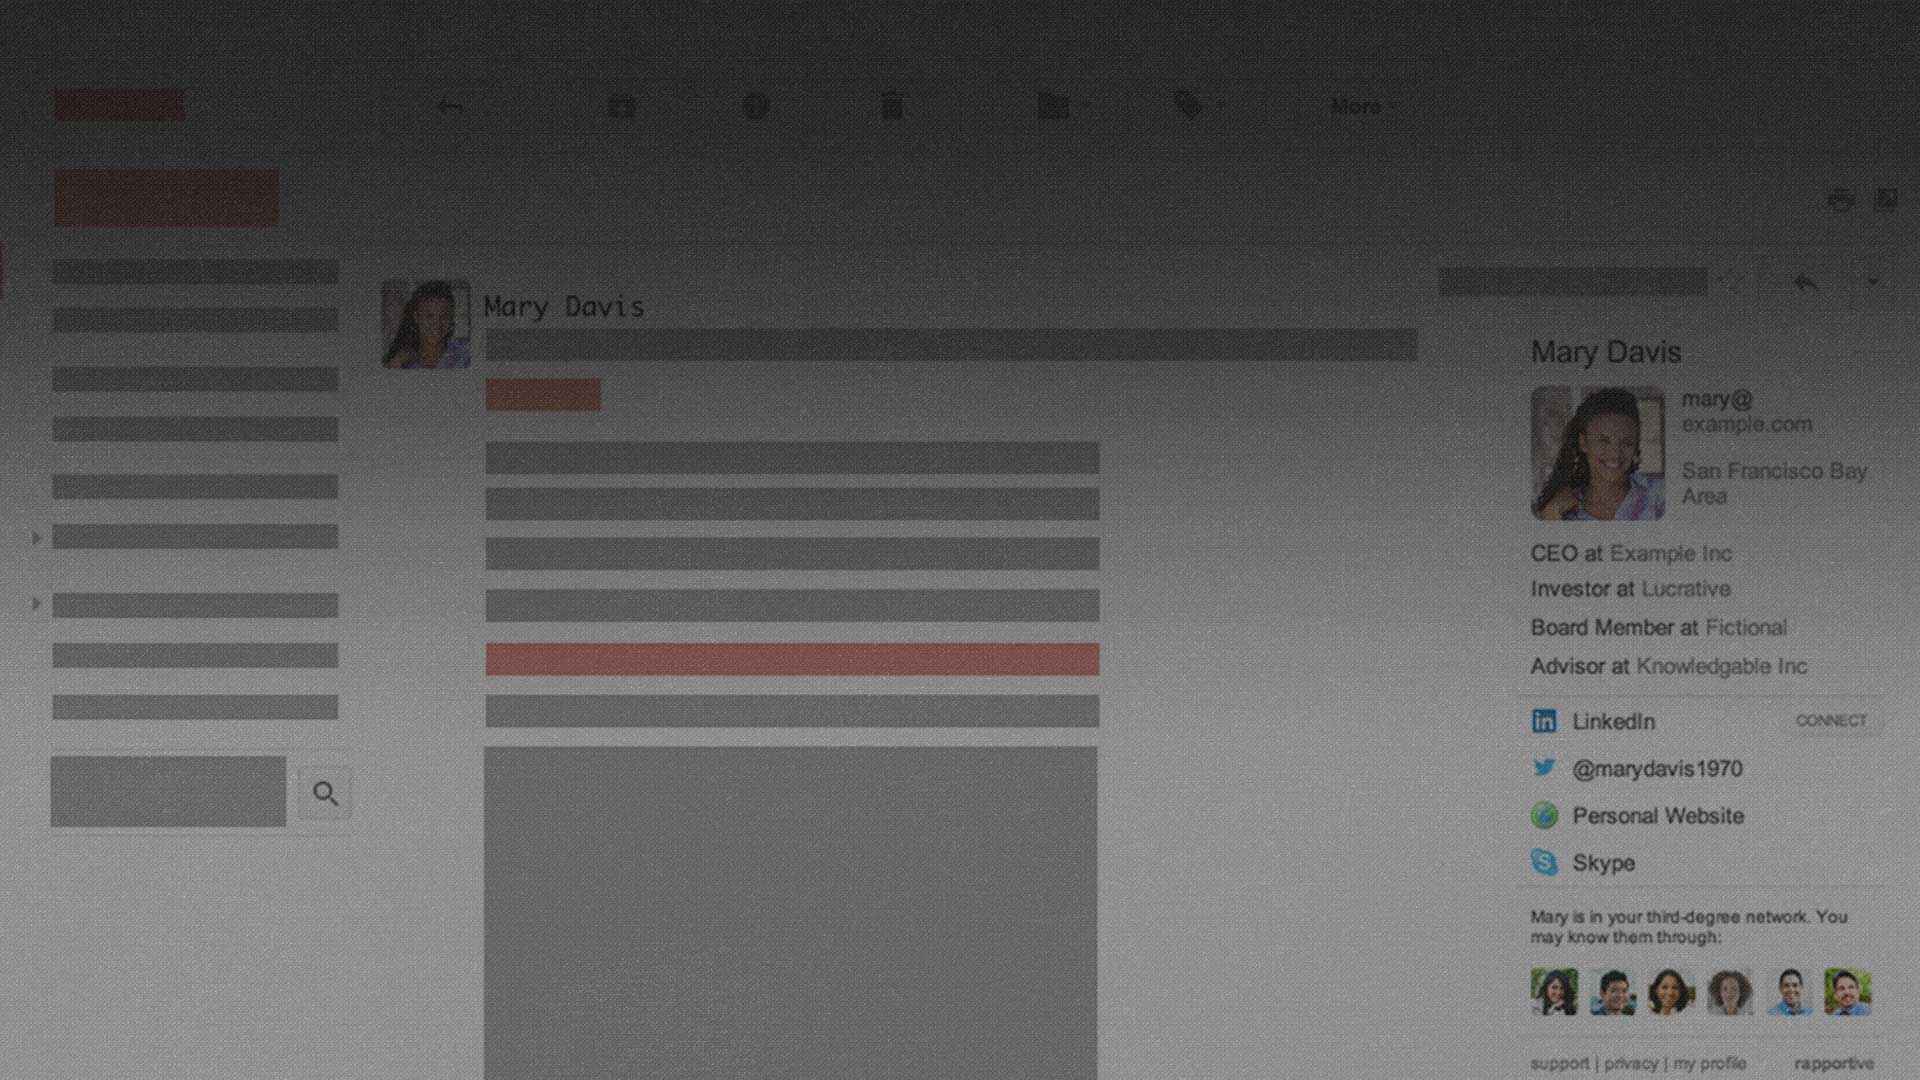 More
Mary Davis
Mary Davis
mary@
example.com
San Francisco Bay
Area
CEO at Example Inc
Investor at Lucrative
Board Member at Fictional
Advisor at Knowledgable Inc
in LinkedIn CONNECT
@marydavis1970
Personal Website
S Skype
Mary is in your third-degree network. You
may know them through:
support | privacy | my profile rapportive